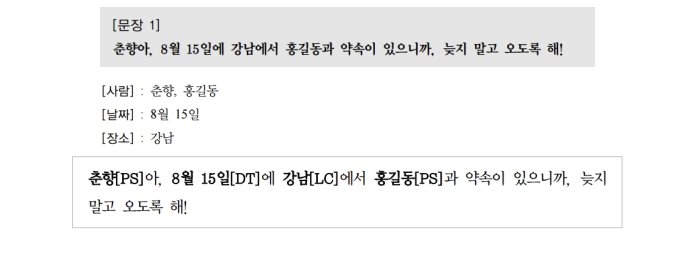 [문장 1]
춘향아, 8월 15일에 강남에서 홍길동과 약속이 있으니까, 늦지 말고 오도록 해!
[사람] : 춘향, 홍길동
[날짜] : 8월 15일
[장소] : 강남
춘향[PS]아, 8월 15일[DT]에 강남[LC]에서 홍길동[PS]과 약속이 있으니까, 늦지
말고 오도록 해!